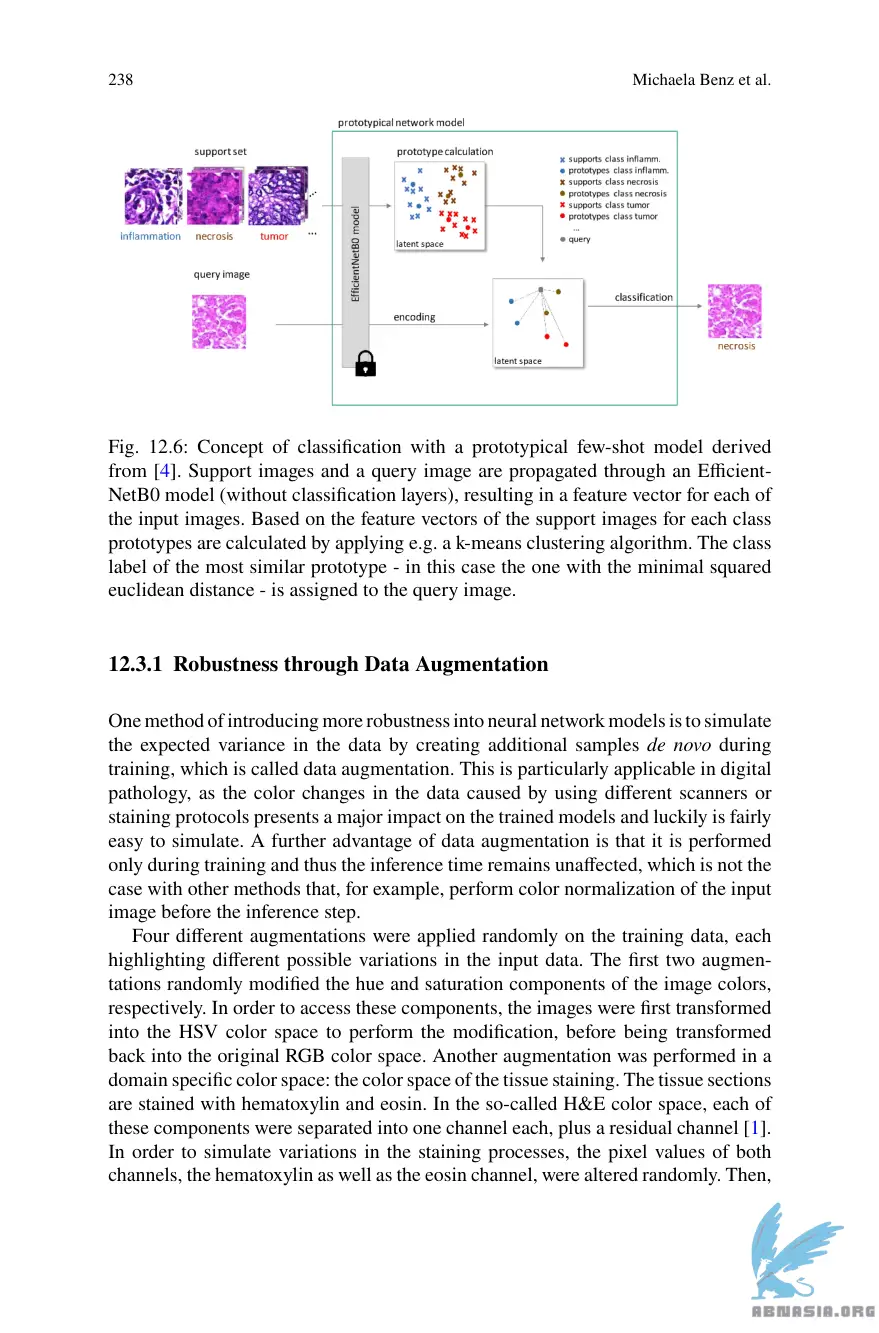 238
Michaela Benz et al.
prototypical network model
support set
prototype calculation
supports class inflamm.
prototypes class inflamm.
supports class necrosis
prototypes class necrosis
supports class tumor
prototypes class tumor
...
query
...
inflammation
necrosis
tumor
...
latent space
EfficientNetB0 model
query image
classification
encoding
latent space
necrosis
Fig. 12.6: Concept of classification with a prototypical few-shot model derived
from [4]. Support images and a query image are propagated through an Efficient-
NetB0 model (without classification layers), resulting in a feature vector for each of
the input images. Based on the feature vectors of the support images for each class
prototypes are calculated by applying e.g. a k-means clustering algorithm. The class
label of the most similar prototype - in this case the one with the minimal squared
euclidean distance - is assigned to the query image.
12.3.1 Robustness through Data Augmentation
One method of introducing more robustness into neural network models is to simulate
the expected variance in the data by creating additional samples de novo during
training, which is called data augmentation. This is particularly applicable in digital
pathology, as the color changes in the data caused by using different scanners or
staining protocols presents a major impact on the trained models and luckily is fairly
easy to simulate. A further advantage of data augmentation is that it is performed
only during training and thus the inference time remains unaffected, which is not the
case with other methods that, for example, perform color normalization of the input
image before the inference step.
Four different augmentations were applied randomly on the training data, each
highlighting different possible variations in the input data. The first two augmen-
tations randomly modified the hue and saturation components of the image colors,
respectively. In order to access these components, the images were first transformed
into the HSV color space to perform the modification, before being transformed
back into the original RGB color space. Another augmentation was performed in a
domain specific color space: the color space of the tissue staining. The tissue sections
are stained with hematoxylin and eosin. In the so-called H&E color space, each of
these components were separated into one channel each, plus a residual channel [1].
In order to simulate variations in the staining processes, the pixel values of both
channels, the hematoxylin as well as the eosin channel, were altered randomly. Then,
ABNASIA.ORG